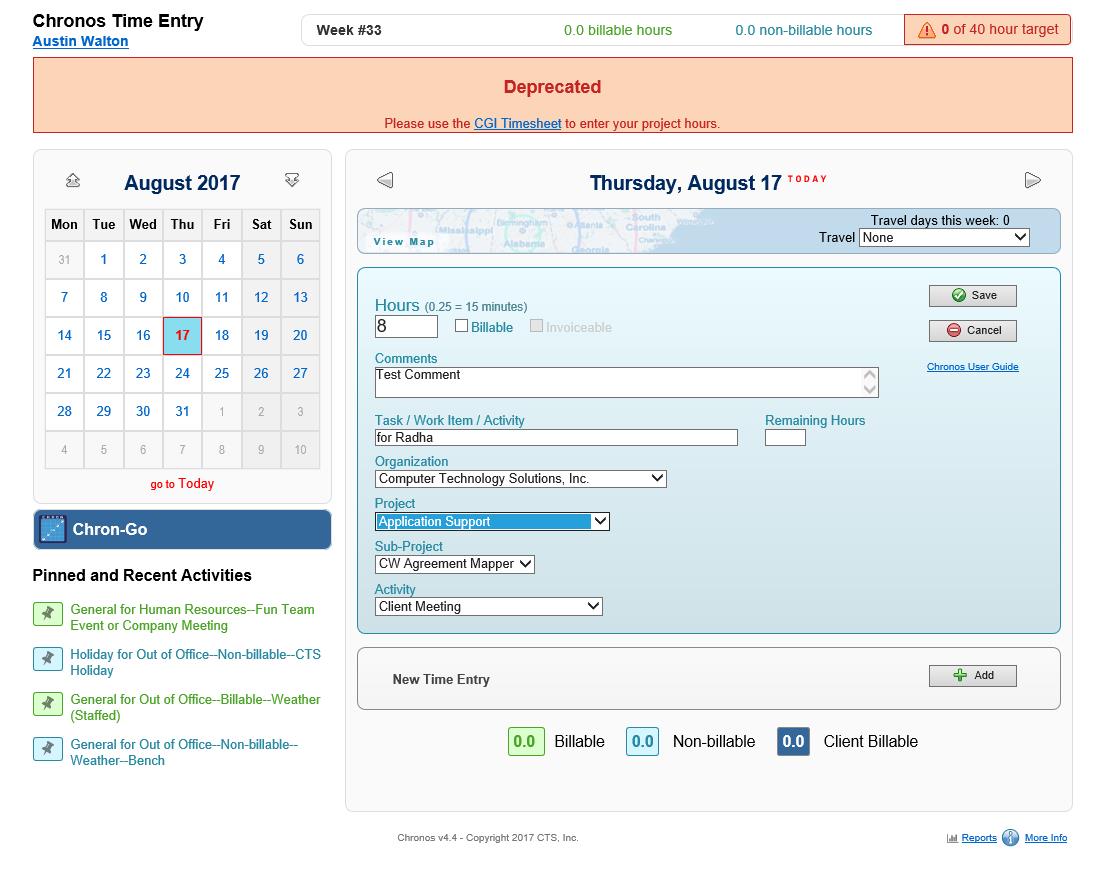 Chronos Time Entry
Austin Walton
Week #33
0.0 billable hours
0.0 non-billable hours
0 of 40 hour target
Deprecated
Please use the CGI Timesheet to enter your project hours.
August 2017
Mon Tue Wed Thu Fri Sat Sun
31 1 2 3 4 5 6
7 8 9 10 11 12 13
14 15 16 17 18 19 20
21 22 23 24 25 26 27
28 29 30 31 1 2 3
4 5 6 7 8 9 10
go to Today
Chron-Go
Pinned and Recent Activities
General for Human Resources--Fun Team
Event or Company Meeting
Holiday for Out of Office--Non-billable--CTS
Holiday
General for Out of Office--Billable--Weather
(Staffed)
General for Out of Office--Non-billable--
Weather--Bench
Thursday, August 17 TODAY
View Map
Mississippi
Birmingham
Alabama
Atlanta
South
Carolina
Travel days this week: 0
Travel None
Hours (0.25 = 15 minutes)
8 Billable Invoiceable
Save
Cancel
Chronos User Guide
Comments
Test Comment
Task / Work Item / Activity
for Radha
Remaining Hours
Organization
Computer Technology Solutions, Inc.
Project
Application Support
Sub-Project
CW Agreement Mapper
Activity
Client Meeting
New Time Entry
Add
0.0 Billable 0.0 Non-billable 0.0 Client Billable
Chronos v4.4 - Copyright 2017 CTS, Inc.
Reports More Info